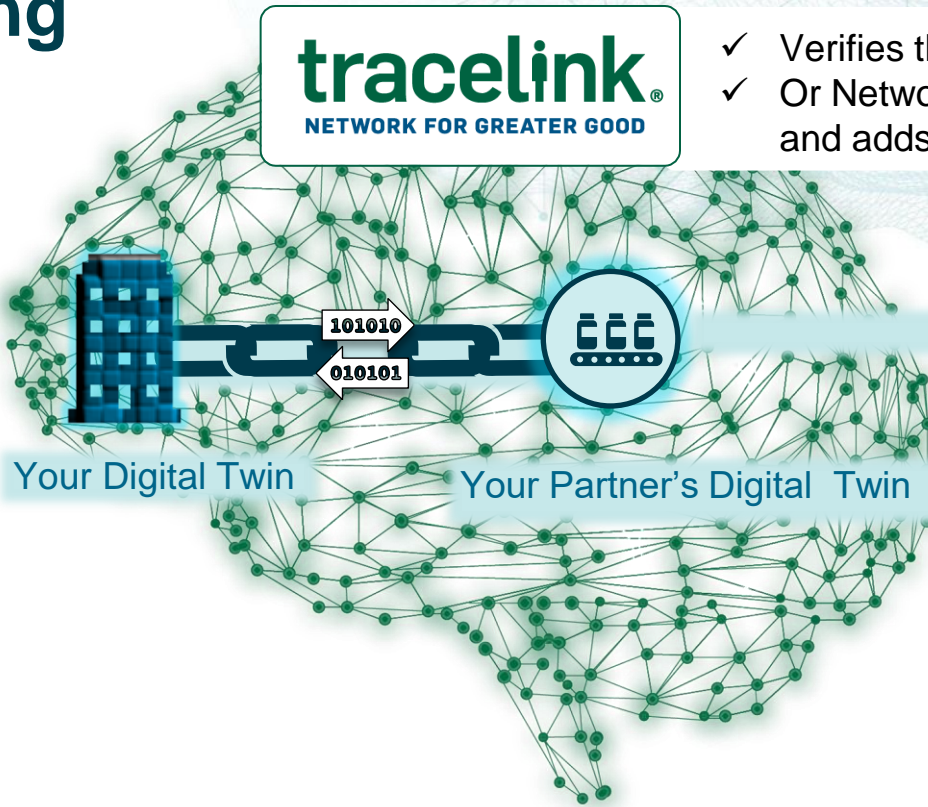 ng
tracelink®
NETWORK FOR GREATER GOOD
✓ Verifies th
✓ Or Netwo
and adds
101010
010101
Your Digital Twin
Your Partner's Digital Twin